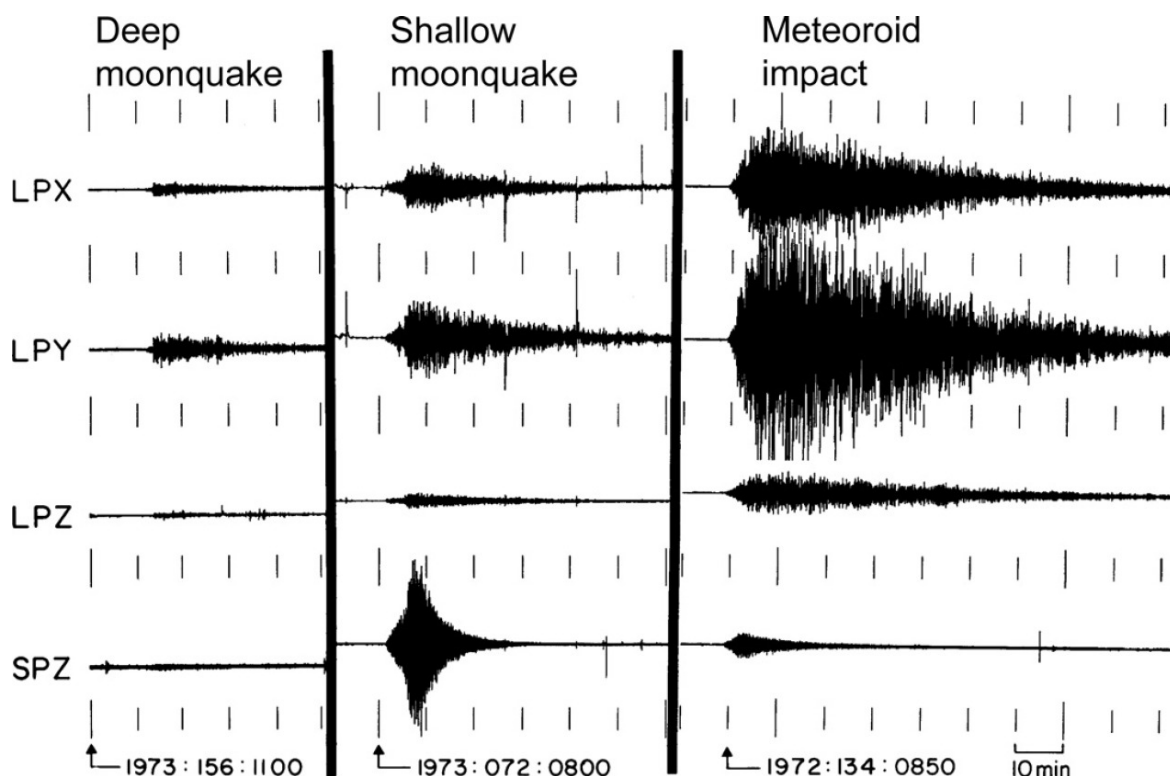 Deep
moonquake
Shallow
moonquake
Meteoroid
impact
LPX
LPY
LPZ
SPZ
1973:156:1100
1973:072:0800
1972:134:0850
10 min